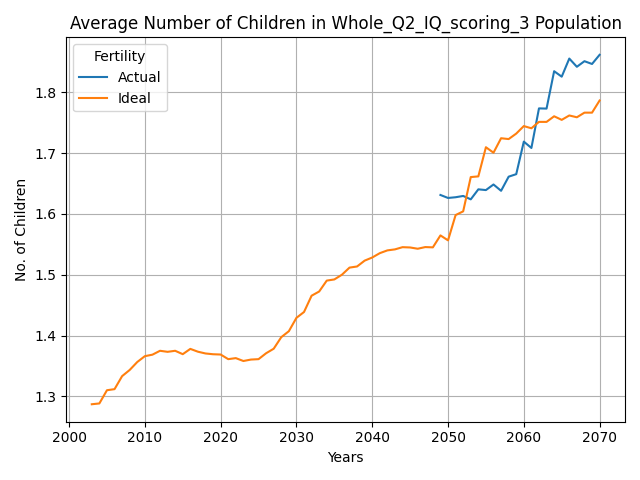 Average Number of Children in Whole_Q2_IQ_scoring_3 Population
Fertility
Actual
Ideal
No. of Children
1.8
1.7
1.6
1.5
1.4
1.3
2000 2010 2020 2030 2040 2050 2060 2070
Years